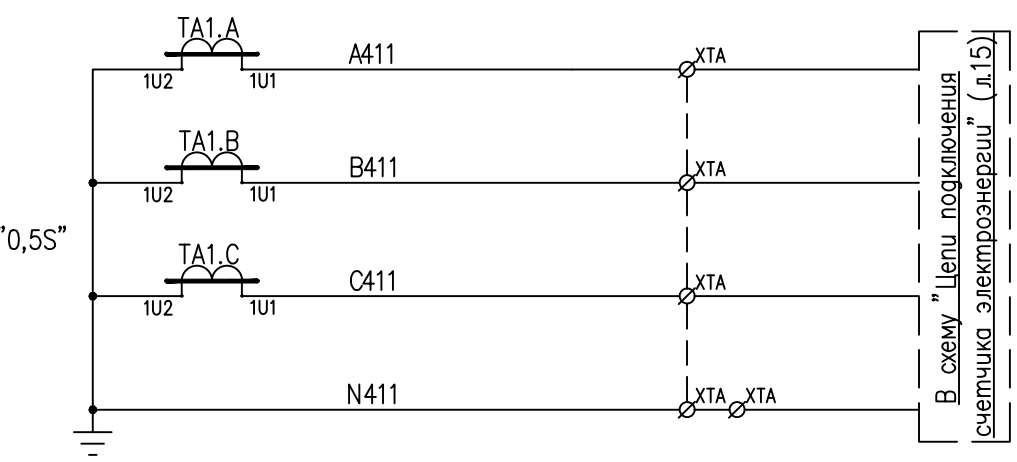 TA1.A
A411
XTA
1U2
1U1
TA1.B
B411
XTA
1U2
1U1
"0,5S"
TA1.C
C411
XTA
1U2
1U1
N411
XTA
XTA
В схему "Цепи подключения
счетчика электроэнергии" (л.15)